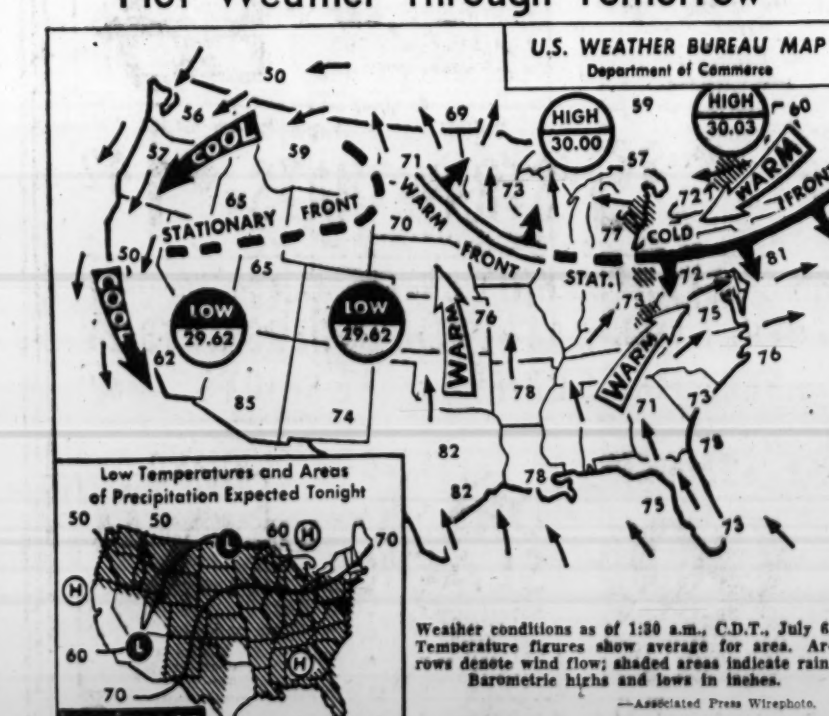 Plot Weather Through Tomorrow
U.S. WEATHER BUREAU MAP
Department of Commerce
50
56
COOL
57
59
69
HIGH
30.00
59
HIGH
30.03
60
57
WARM
71
73
72
FRONT
65
STATIONARY FRONT
WARM
FRONT
70
77
COLD
50
65
STAT.
72
81
COOL
LOW
29.62
LOW
29.62
WARM
76
73
75
62
WARM
76
85
74
78
71
73
82
78
82
78
75
73
Low Temperatures and Areas
of Precipitation Expected Tonight
50
50
60
H
70
L
H
60
L
H
70
Weather conditions as of 1:30 a.m., C.D.T., July 6
Temperature figures show average for area. Ar-
rows denote wind flow; shaded areas indicate rain
Barometric highs and lows in inches.
—Associated Press Wirephoto.